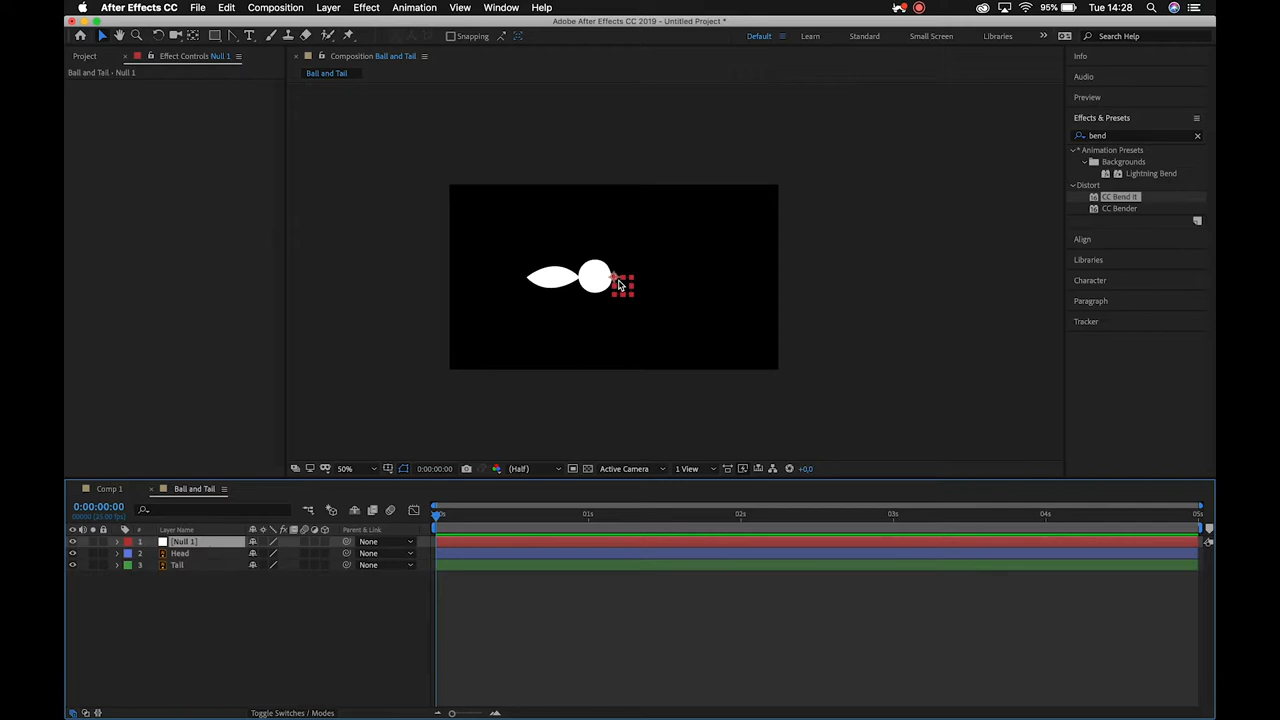 After Effects CC File Edit Composition Layer Effect Animation View Window Help 95% Tue 14:28
Adobe After Effects CC 2019 - Untitled Project *
Snapping Default Learn Standard Small Screen Libraries Search Help
Project Effect Controls Null 1 Composition Ball and Tail Info
Ball and Tail • Null 1 Ball and Tail
Audio
Preview
Effects & Presets
bend
* Animation Presets
Backgrounds
Lightning Bend
Distort
CC Bend It
CC Bender
Align
Libraries
Character
Paragraph
Tracker
50% 0:00:00:00 (Half) Active Camera 1 View +0,0
Comp 1 Ball and Tail
0:00:00:00
00000 (25.00 fps)
:00s 01s 02s 03s 04s 05s
# Layer Name Parent & Link
1 [Null 1] None
2 Head None
3 Tail None
Toggle Switches / Modes